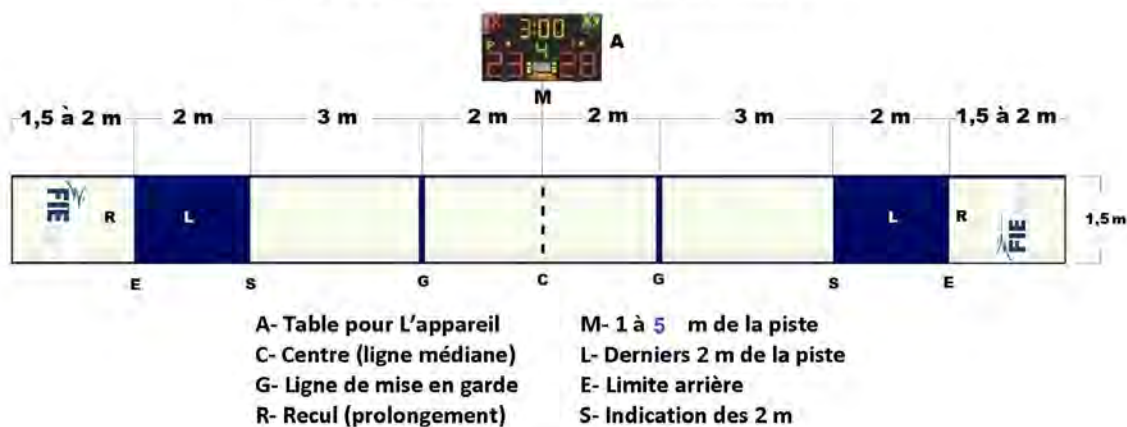 3:00
4
23 28
A
M
1,5 à 2 m 2 m 3 m 2 m 2 m 3 m 2 m 1,5 à 2 m
FIE R L L R FIE
1,5 m
E S G C G S E
A- Table pour L'appareil
C- Centre (ligne médiane)
G- Ligne de mise en garde
R- Recul (prolongement)
M- 1 à 5 m de la piste
L- Derniers 2 m de la piste
E- Limite arrière
S- Indication des 2 m